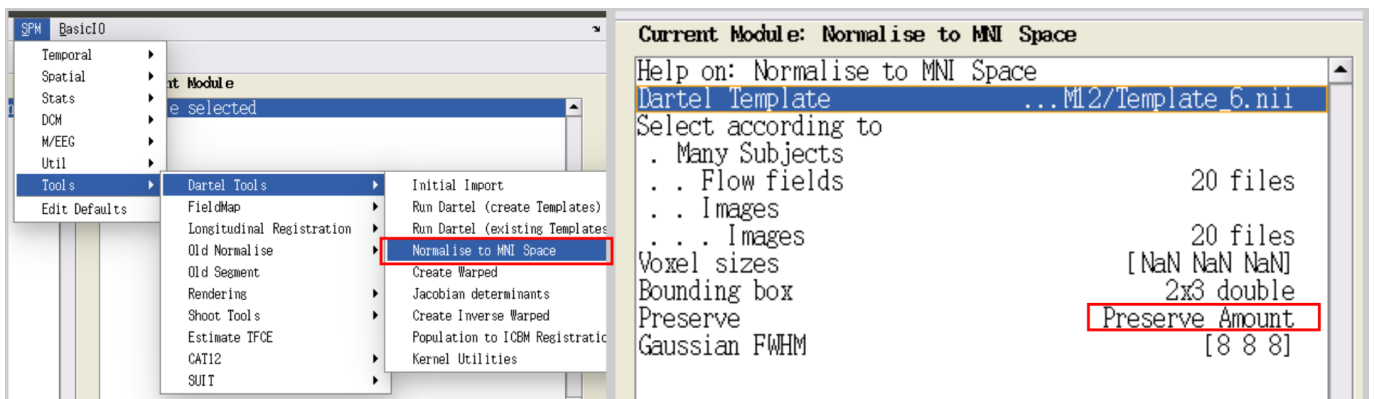 SPM BasicIO
Temporal
Spatial
Stats
DCM
M/EEG
Util
Tools
Edit Defaults
nt Module
e selected
Dartel Tools
FieldMap
Longitudinal Registration
Old Normalise
Old Segment
Rendering
Shoot Tools
Estimate TFCE
CAT12
SUIT
Initial Import
Run Dartel (create Templates)
Run Dartel (existing Templates
Normalise to MNI Space
Create Warped
Jacobian determinants
Create Inverse Warped
Population to ICBM Registratio
Kernel Utilities
Current Module: Normalise to MNI Space
Help on: Normalise to MNI Space
Dartel Template ...M12/Template_6.nii
Select according to
. Many Subjects
. . Flow fields 20 files
. . Images
. . . Images 20 files
Voxel sizes [NaN NaN NaN]
Bounding box 2x3 double
Preserve Preserve Amount
Gaussian FWHM [8 8 8]